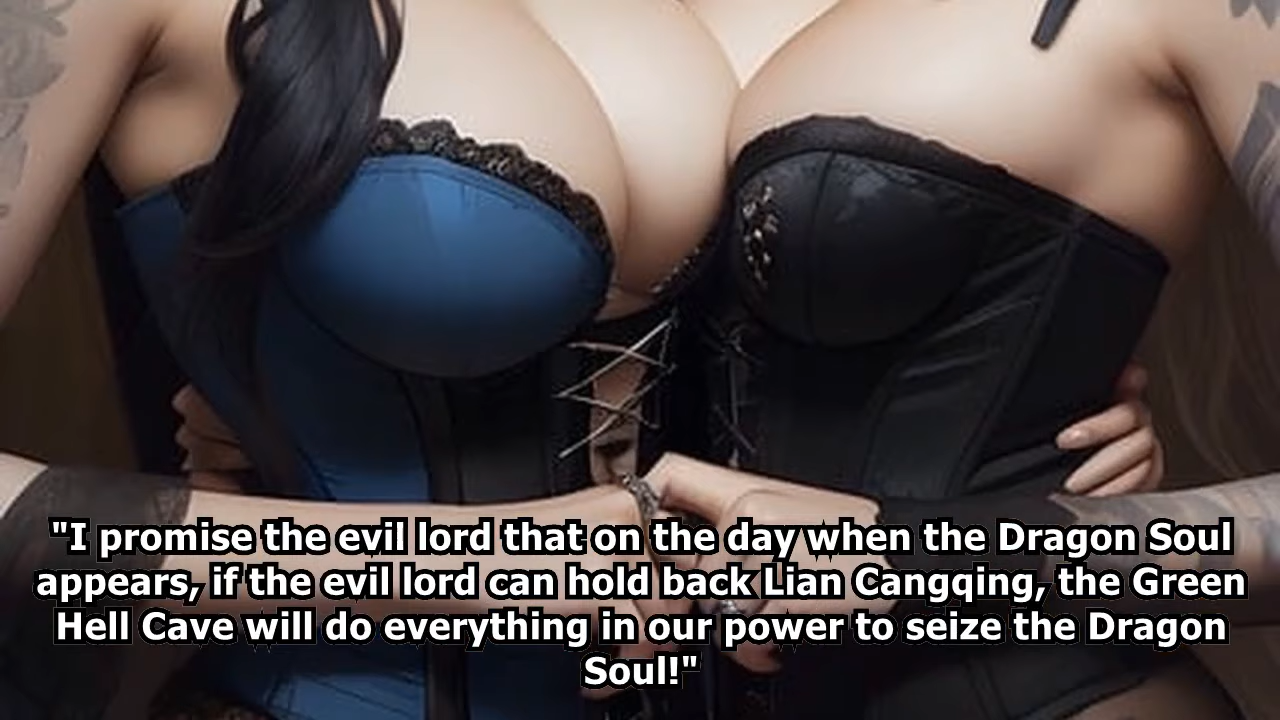 "I promise the evil lord that on the day when the Dragon Soul
appears, if the evil lord can hold back Lian Cangqing, the Green
Hell Cave will do everything in our power to seize the Dragon
Soul!"